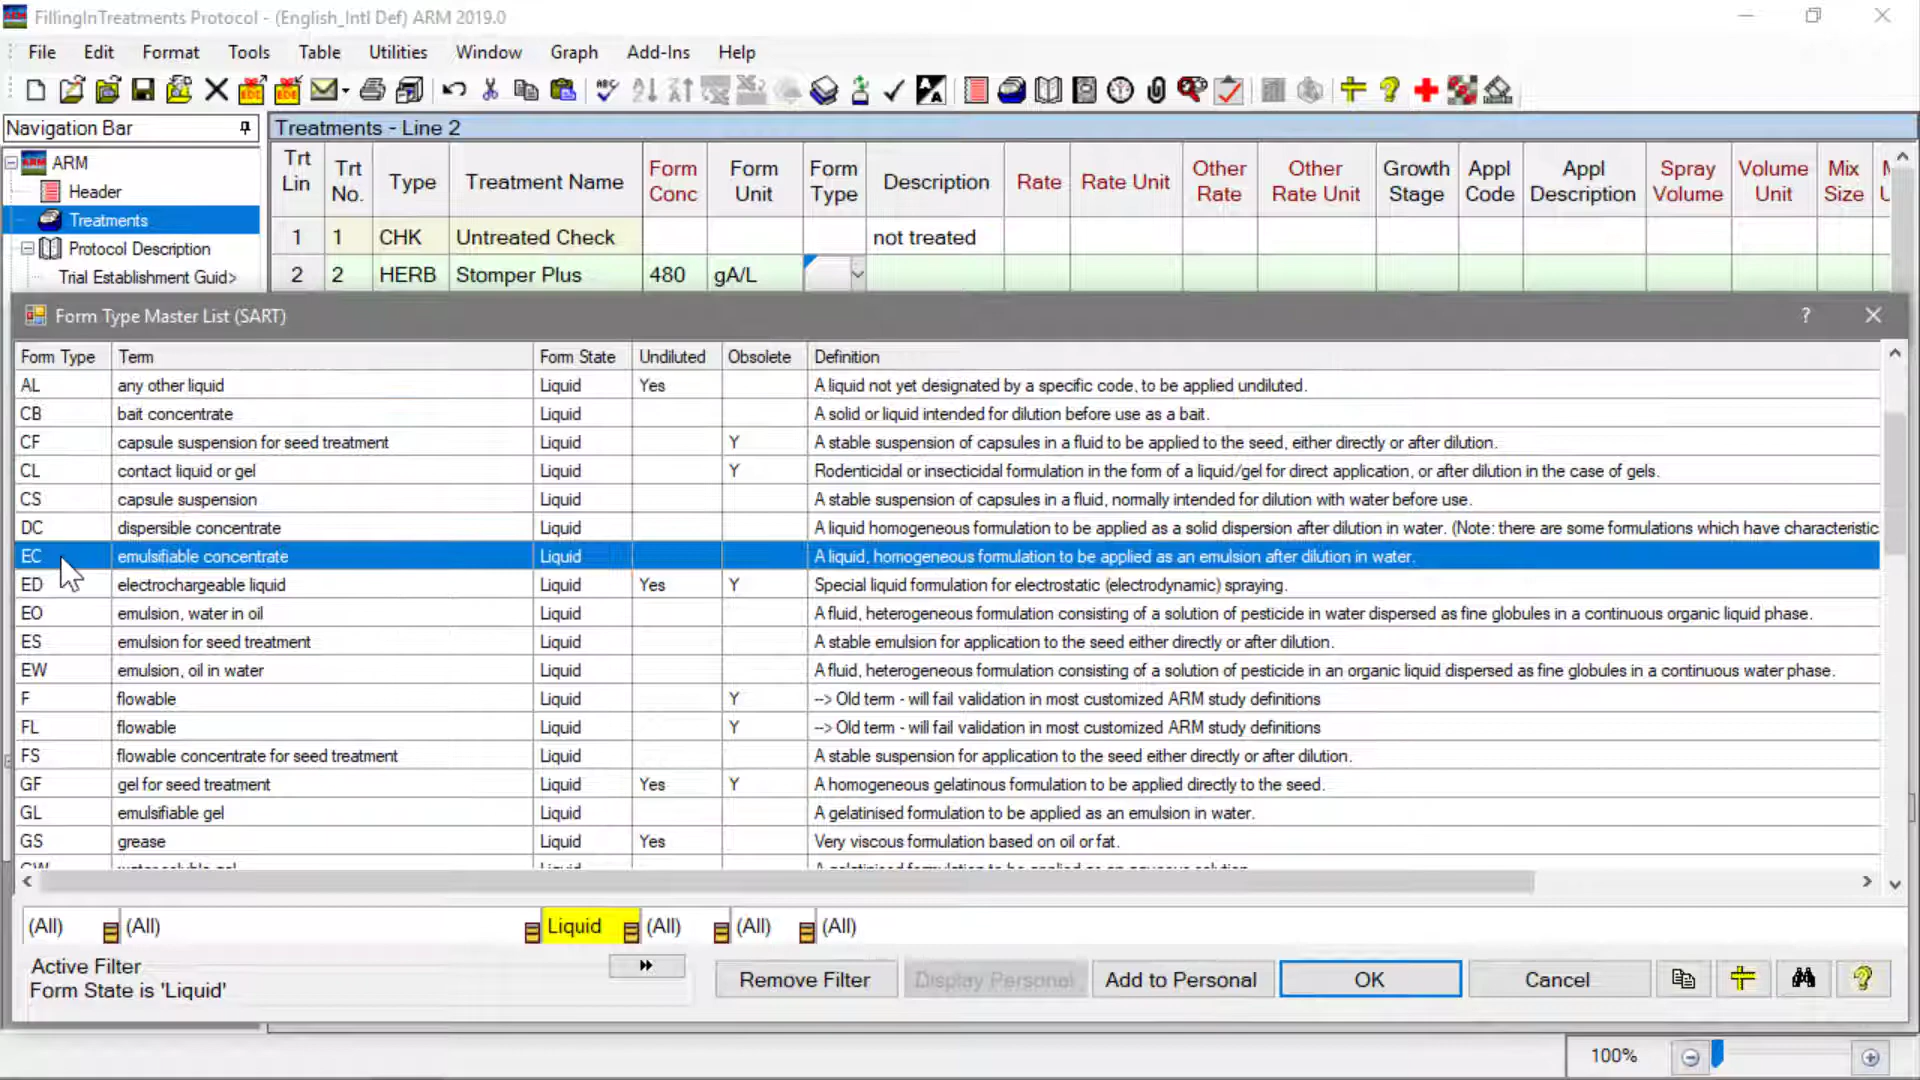 FillingInTreatments Protocol - (English_Intl Def) ARM 2019.0
File Edit Format Tools Table Utilities Window Graph Add-Ins Help
Navigation Bar
ARM
Header
Treatments
Protocol Description
Trial Establishment Guid>
Treatments - Line 2
Trt Lin Trt No. Type Treatment Name Form Conc Form Unit Form Type Description Rate Rate Unit Other Rate Other Rate Unit Growth Stage Appl Code Appl Description Spray Volume Volume Unit Mix Size
1 1 CHK Untreated Check not treated
2 2 HERB Stomper Plus 480 gA/L
Form Type Master List (SART)
Form Type Term Form State Undiluted Obsolete Definition
AL any other liquid Liquid Yes A liquid not yet designated by a specific code, to be applied undiluted.
CB bait concentrate Liquid A solid or liquid intended for dilution before use as a bait.
CF capsule suspension for seed treatment Liquid Y A stable suspension of capsules in a fluid to be applied to the seed, either directly or after dilution.
CL contact liquid or gel Liquid Y Rodenticidal or insecticidal formulation in the form of a liquid/gel for direct application, or after dilution in the case of gels.
CS capsule suspension Liquid A stable suspension of capsules in a fluid, normally intended for dilution with water before use.
DC dispersible concentrate Liquid A liquid homogeneous formulation to be applied as a solid dispersion after dilution in water. (Note: there are some formulations which have characteristic
EC emulsifiable concentrate Liquid A liquid, homogeneous formulation to be applied as an emulsion after dilution in water.
ED electrochargeable liquid Liquid Yes Y Special liquid formulation for electrostatic (electrodynamic) spraying.
EO emulsion, water in oil Liquid A fluid, heterogeneous formulation consisting of a solution of pesticide in water dispersed as fine globules in a continuous organic liquid phase.
ES emulsion for seed treatment Liquid A stable emulsion for application to the seed either directly or after dilution.
EW emulsion, oil in water Liquid A fluid, heterogeneous formulation consisting of a solution of pesticide in an organic liquid dispersed as fine globules in a continuous water phase.
F flowable Liquid Y --> Old term - will fail validation in most customized ARM study definitions
FL flowable Liquid Y --> Old term - will fail validation in most customized ARM study definitions
FS flowable concentrate for seed treatment Liquid A stable suspension for application to the seed either directly or after dilution.
GF gel for seed treatment Liquid Yes Y A homogeneous gelatinous formulation to be applied directly to the seed.
GL emulsifiable gel Liquid A gelatinised formulation to be applied as an emulsion in water.
GS grease Liquid Yes Very viscous formulation based on oil or fat.
(All) (All) Liquid (All) (All) (All)
Active Filter
Form State is 'Liquid'
Remove Filter Display Personal Add to Personal OK Cancel
100%